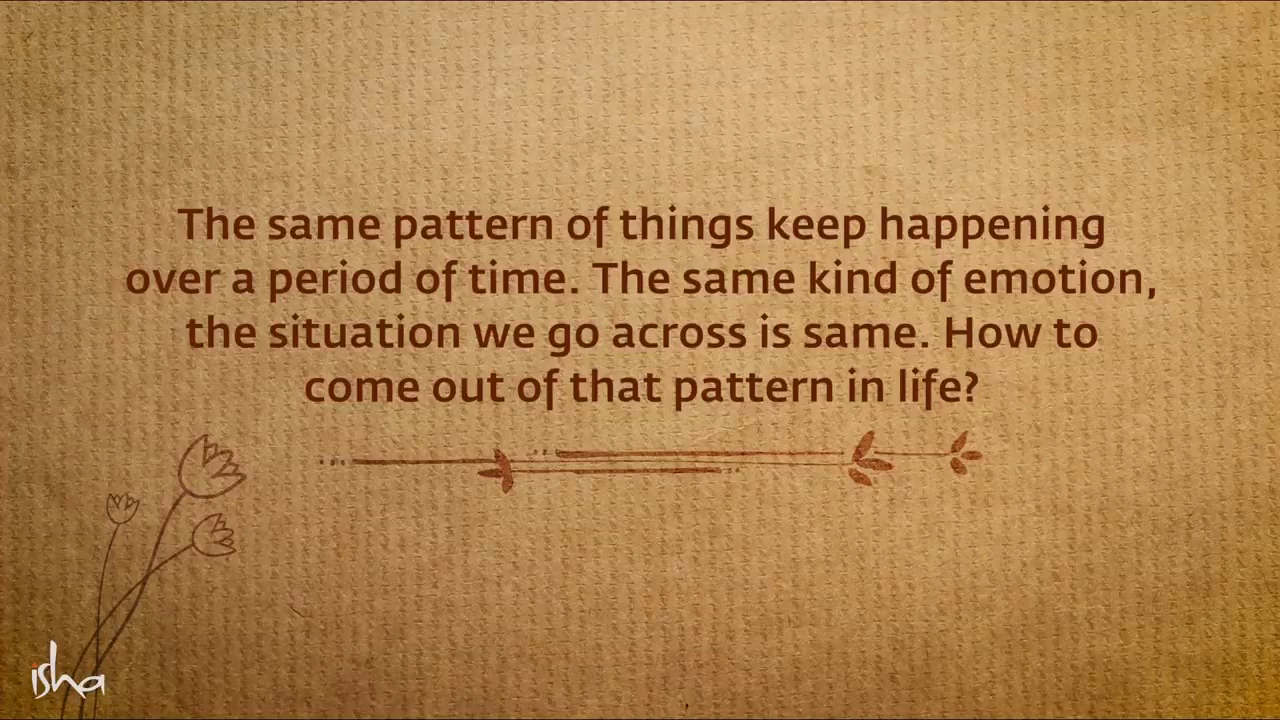 The same pattern of things keep happening
over a period of time. The same kind of emotion,
the situation we go across is same. How to
come out of that pattern in life?
isha